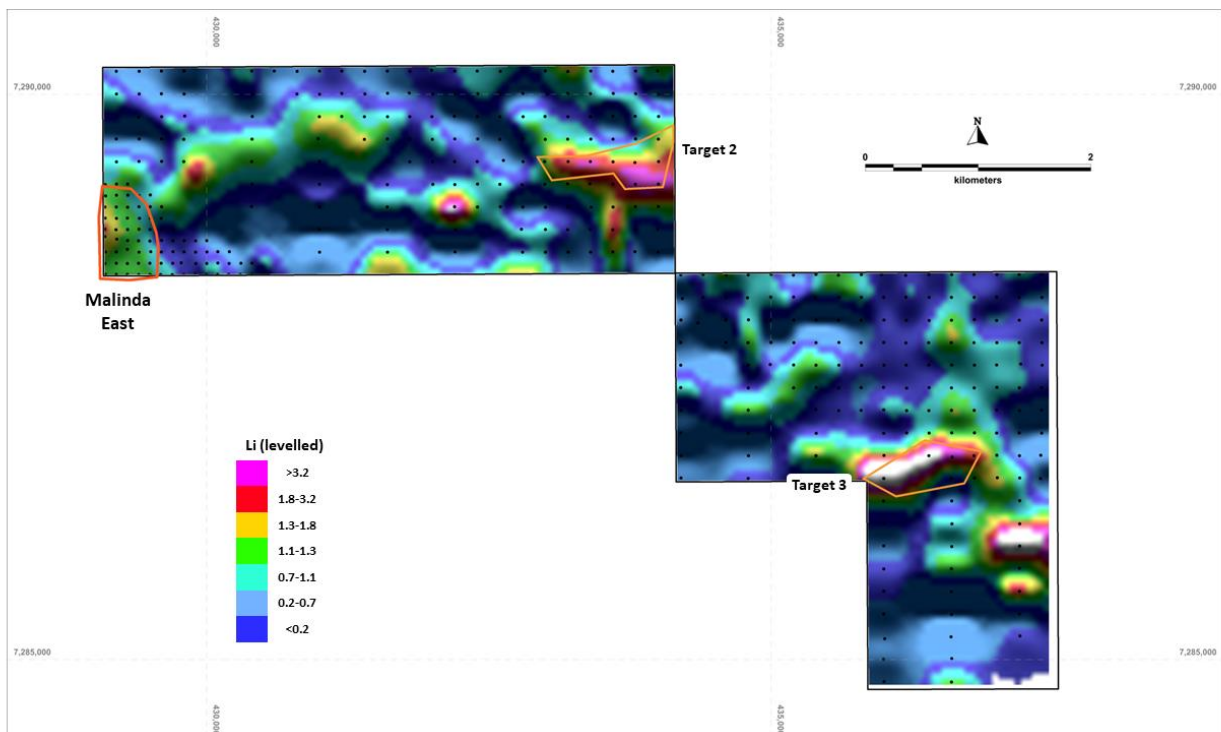 430,000
435,000
7,290,000
7,290,000
N
0
2
kilometers
Target 2
Malinda
East
Li (levelled)
>3.2
1.8-3.2
1.3-1.8
1.1-1.3
0.7-1.1
0.2-0.7
<0.2
Target 3
7,285,000
7,285,000
430,000
435,000